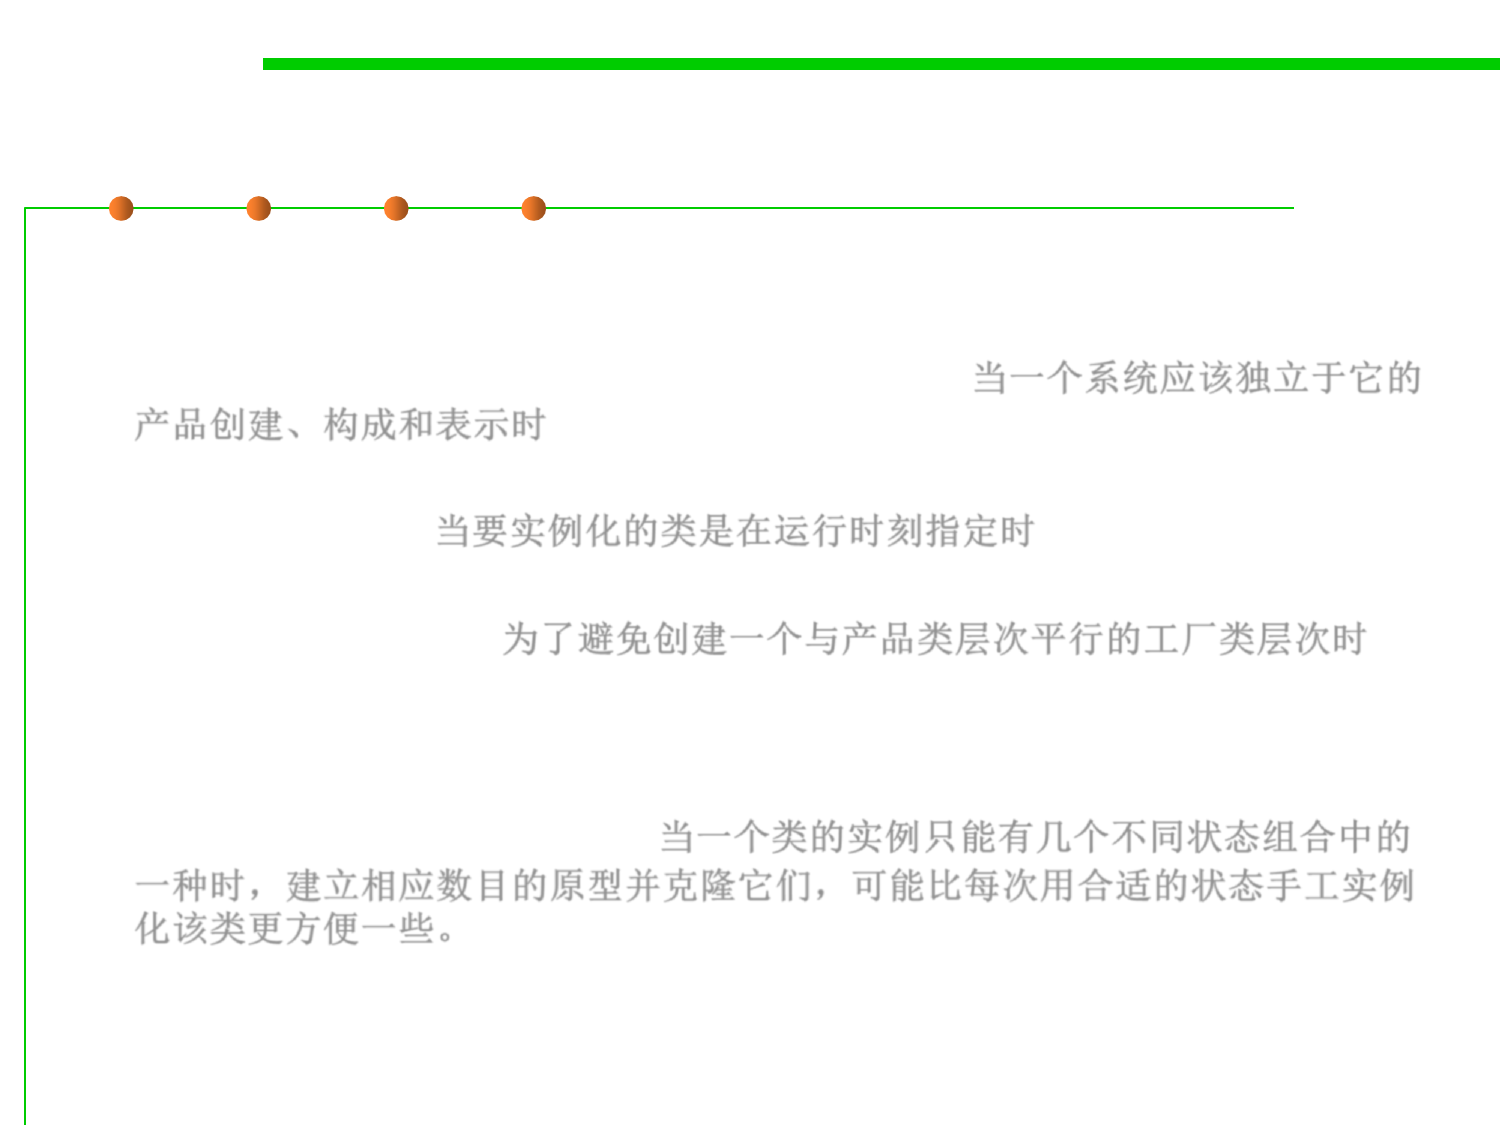 当一个系统应该独立于它的
产品创建、构成和表示时
当要实例化的类是在运行时刻指定时
为了避免创建一个与产品类层次平行的工厂类层次时
当一个类的实例只能有几个不同状态组合中的
一种时，建立相应数目的原型并克隆它们，可能比每次用合适的状态手工实例
化该类更方便一些。